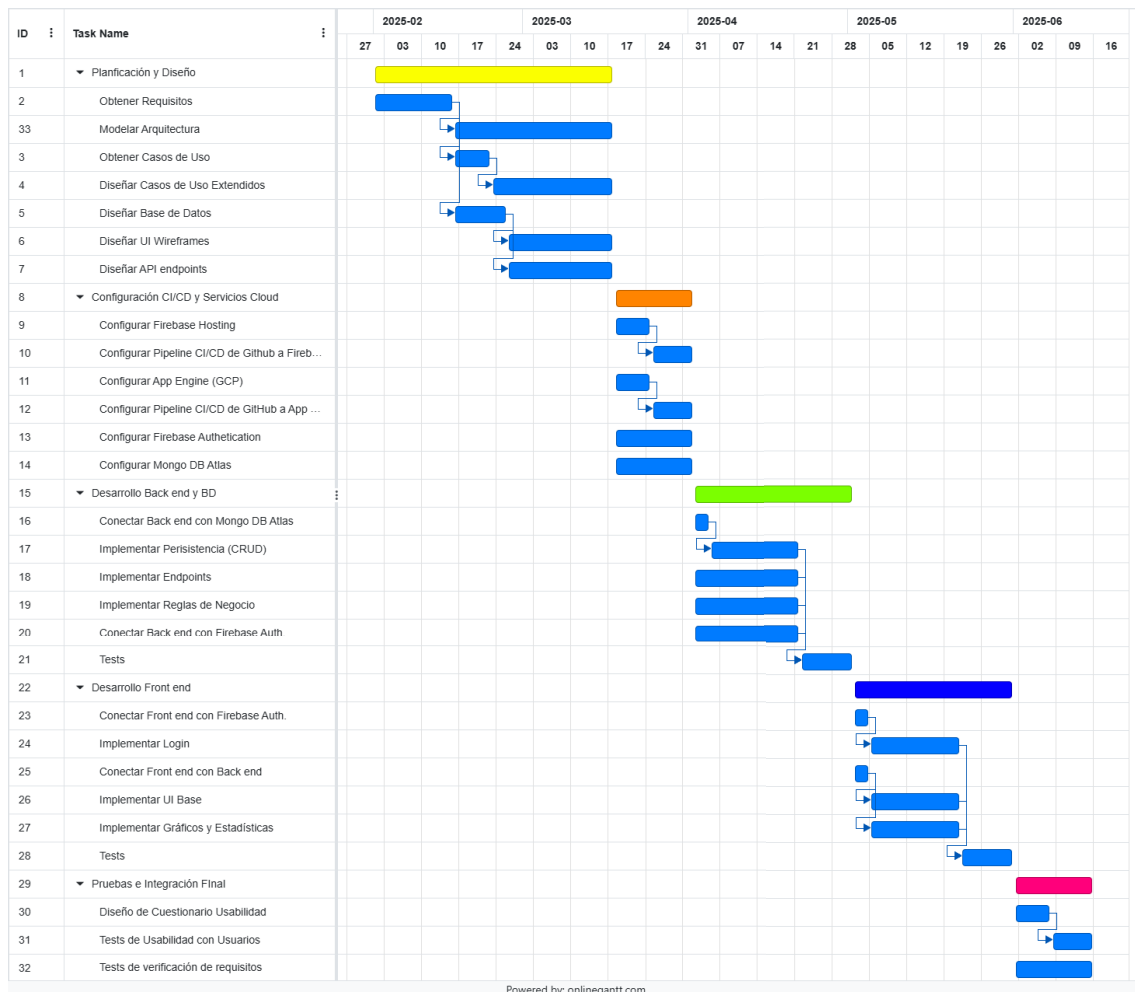 2025-02 2025-03 2025-04 2025-05 2025-06
ID Task Name
27 03 10 17 24 03 10 17 24 31 07 14 21 28 05 12 19 26 02 09 16
1 Planficación y Diseño
2 Obtener Requisitos
33 Modelar Arquitectura
3 Obtener Casos de Uso
4 Diseñar Casos de Uso Extendidos
5 Diseñar Base de Datos
6 Diseñar UI Wireframes
7 Diseñar API endpoints
8 Configuración CI/CD y Servicios Cloud
9 Configurar Firebase Hosting
10 Configurar Pipeline CI/CD de Github a Fireb...
11 Configurar App Engine (GCP)
12 Configurar Pipeline CI/CD de GitHub a App ...
13 Configurar Firebase Authetication
14 Configurar Mongo DB Atlas
15 Desarrollo Back end y BD
16 Conectar Back end con Mongo DB Atlas
17 Implementar Perisistencia (CRUD)
18 Implementar Endpoints
19 Implementar Reglas de Negocio
20 Conectar Back end con Firebase Auth
21 Tests
22 Desarrollo Front end
23 Conectar Front end con Firebase Auth.
24 Implementar Login
25 Conectar Front end con Back end
26 Implementar UI Base
27 Implementar Gráficos y Estadísticas
28 Tests
29 Pruebas e Integración FInal
30 Diseño de Cuestionario Usabilidad
31 Tests de Usabilidad con Usuarios
32 Tests de verificación de requisitos
Powered by: onlinegantt.com